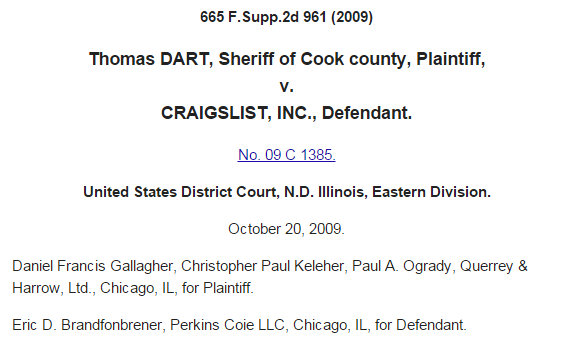 665 F.Supp.2d 961 (2009)
Thomas DART, Sheriff of Cook county, Plaintiff,
v.
CRAIGSLIST, INC., Defendant.
No. 09 C 1385.
United States District Court, N.D. Illinois, Eastern Division.
October 20, 2009.
Daniel Francis Gallagher, Christopher Paul Keleher, Paul A. Ogrady, Querrey &
Harrow, Ltd., Chicago, IL, for Plaintiff.
Eric D. Brandfonbrener, Perkins Coie LLC, Chicago, IL, for Defendant.